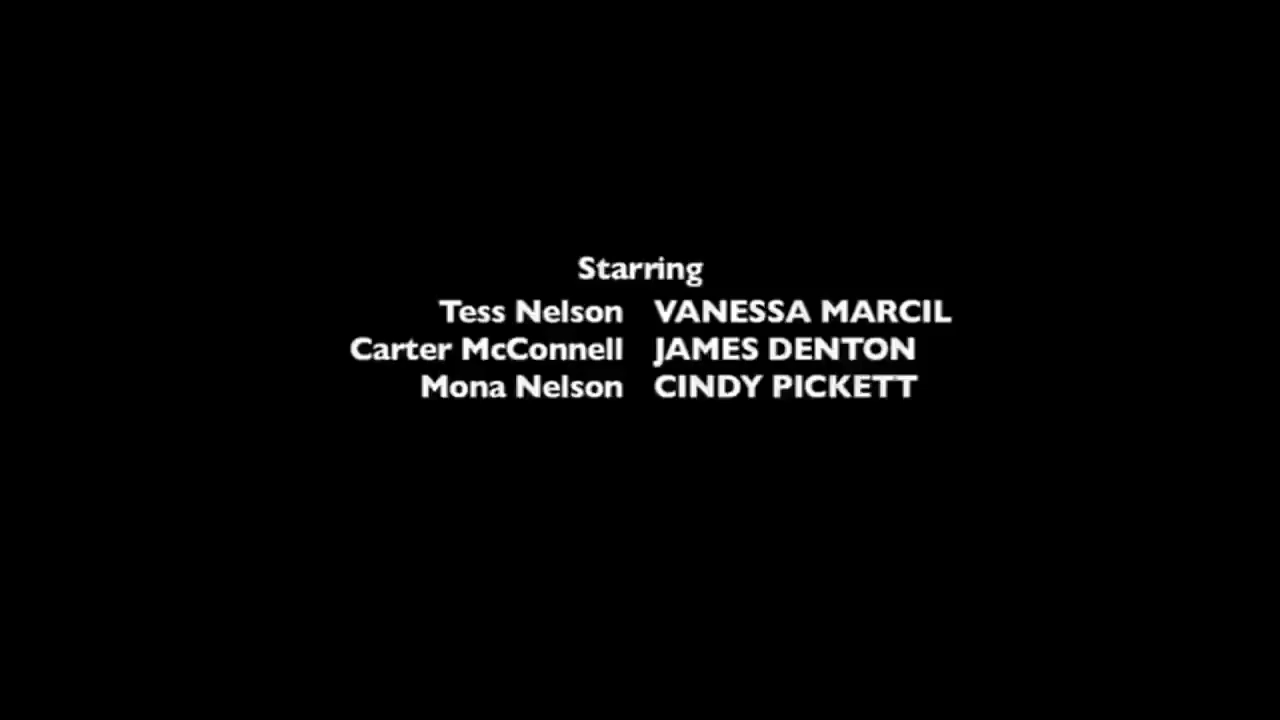 Starring
Tess Nelson VANESSA MARCIL
Carter McConnell JAMES DENTON
Mona Nelson CINDY PICKETT